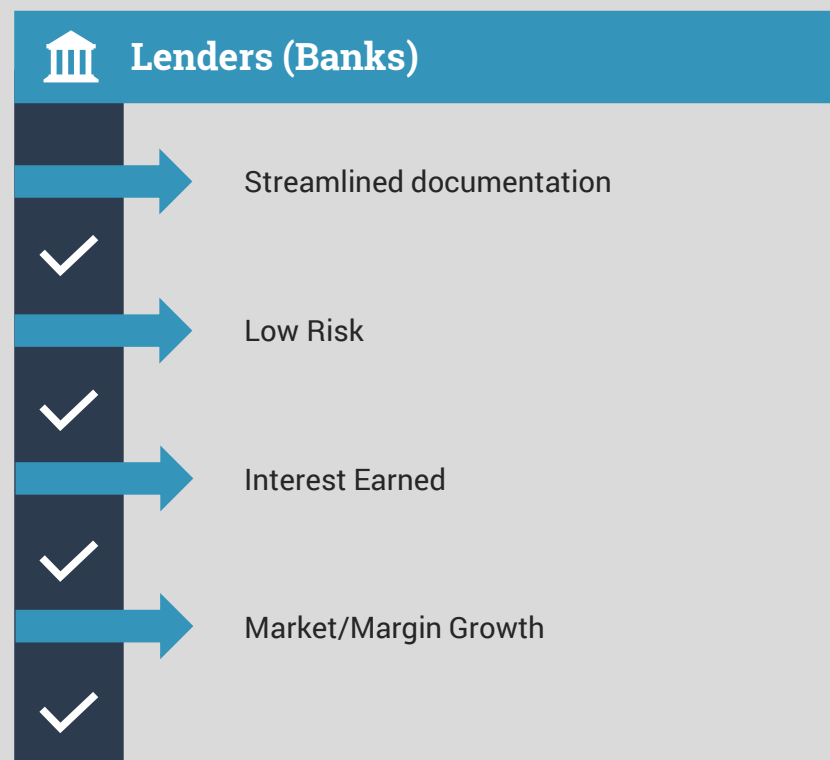 Lenders (Banks)
Streamlined documentation
Low Risk
Interest Earned
Market/Margin Growth